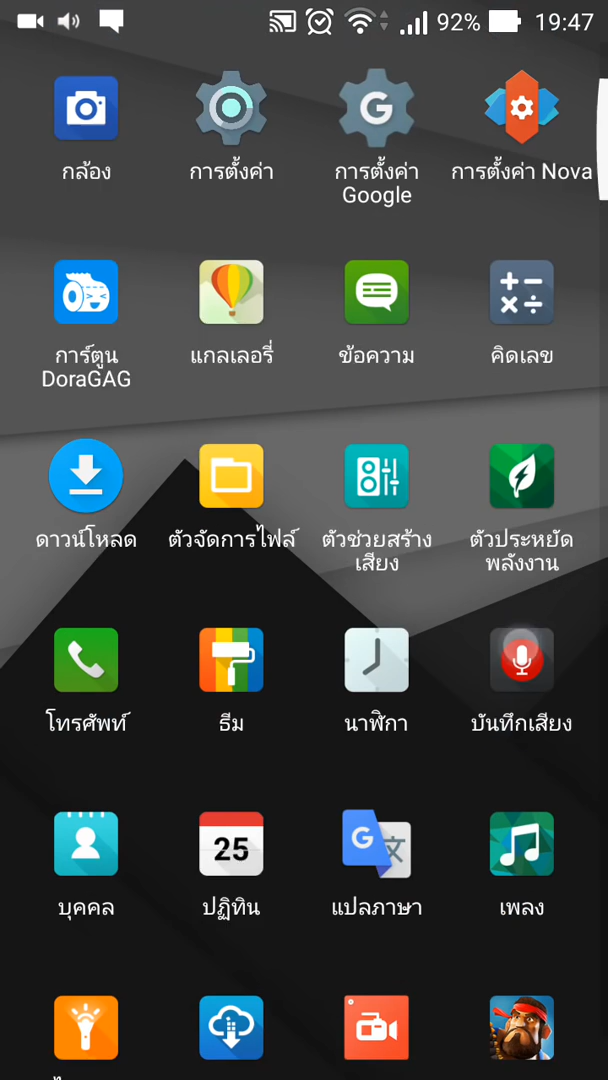 92% 19:47
กล้อง
การตั้งค่า
การตั้งค่า
Google
การตั้งค่า Nova
การ์ตูน
DoraGAG
แกลเลอรี่
ข้อความ
คิดเลข
ดาวน์โหลด
ตัวจัดการไฟล์
ตัวช่วยสร้าง
เสียง
ตัวประหยัด
พลังงาน
โทรศัพท์
ธีม
นาฬิกา
บันทึกเสียง
บุคคล
25
ปฏิทิน
แปลภาษา
เพลง